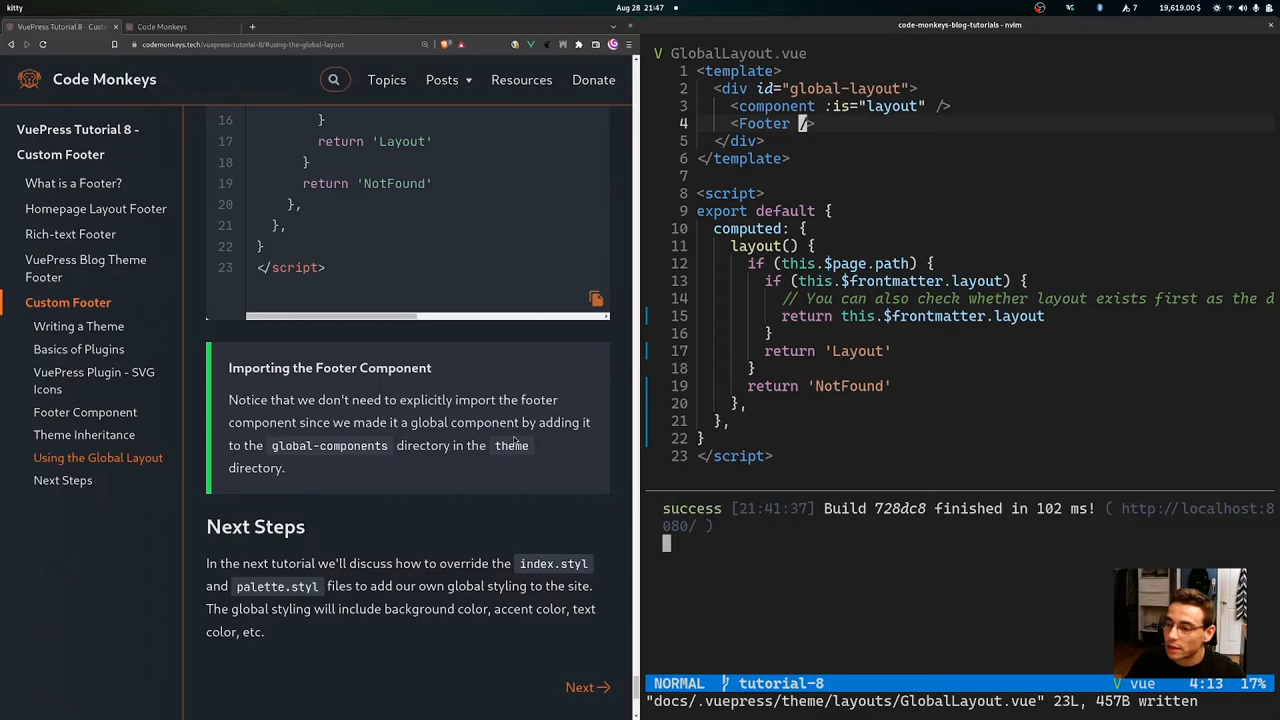 kitty
Aug 28 21:47
7
19,619.00
VuePress Tutorial 8 - Cust
Code Monkeys
code-monkeys-blog-tutorials - nvim
codemonkeys.tech/vuepress-tutorial-8/#using-the-global-layout
Code Monkeys
Topics
Posts
Resources
Donate
VuePress Tutorial 8 -
Custom Footer
What is a Footer?
Homepage Layout Footer
Rich-text Footer
VuePress Blog Theme
Footer
Custom Footer
Writing a Theme
Basics of Plugins
VuePress Plugin - SVG
Icons
Footer Component
Theme Inheritance
Using the Global Layout
Next Steps
16 }
17 return 'Layout'
18 }
19 return 'NotFound'
20 },
21 },
22 }
23 </script>
Importing the Footer Component
Notice that we don't need to explicitly import the footer
component since we made it a global component by adding it
to the global-components directory in the theme
directory.
Next Steps
In the next tutorial we'll discuss how to override the index.styl
and palette.styl files to add our own global styling to the site.
The global styling will include background color, accent color, text
color, etc.
Next
V GlobalLayout.vue
1 <template>
2 <div id="global-layout">
3 <component :is="layout" />
4 <Footer />
5 </div>
6 </template>
7
8 <script>
9 export default {
10 computed: {
11 layout() {
12 if (this.$page.path) {
13 if (this.$frontmatter.layout) {
14 // You can also check whether layout exists first as the d
15 return this.$frontmatter.layout
16 }
17 return 'Layout'
18 }
19 return 'NotFound'
20 },
21 },
22 }
23 </script>
success [21:41:37] Build 728dc8 finished in 102 ms! ( http://localhost:8
080/ )
NORMAL tutorial-8 V vue 4:13 17%
"docs/.vuepress/theme/layouts/GlobalLayout.vue" 23L, 457B written